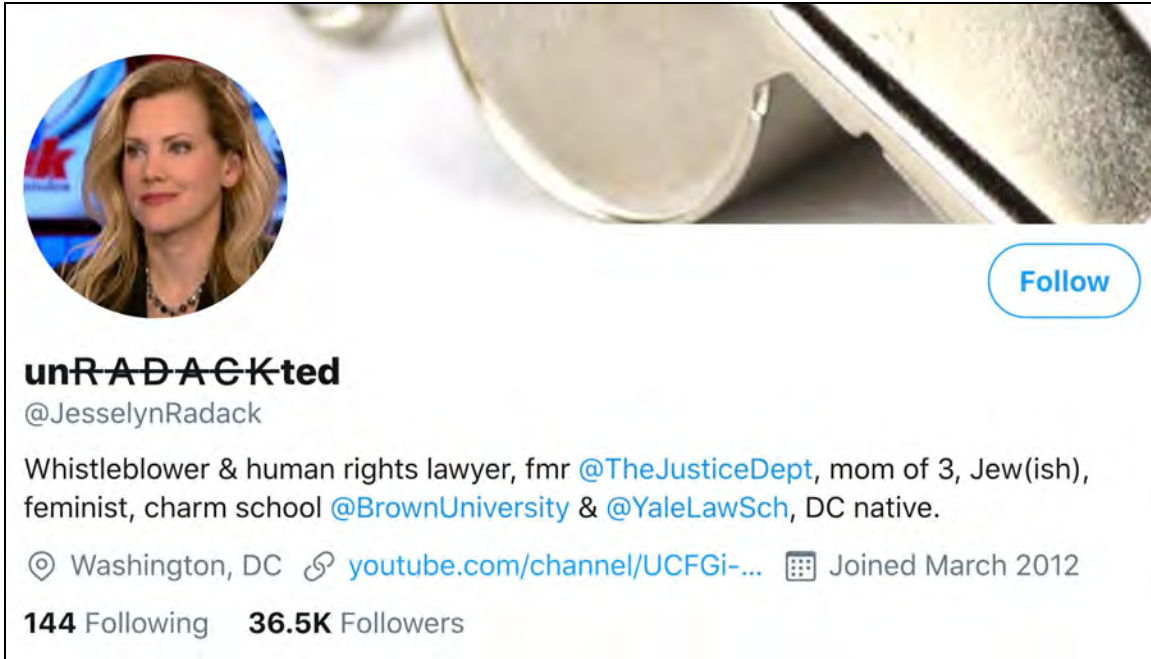 k
Follow
unRADACKted
@JesselynRadack
Whistleblower & human rights lawyer, fmr @TheJusticeDept, mom of 3, Jew(ish),
feminist, charm school @BrownUniversity & @YaleLawSch, DC native.
Washington, DC youtube.com/channel/UCFGi-... Joined March 2012
144 Following 36.5K Followers